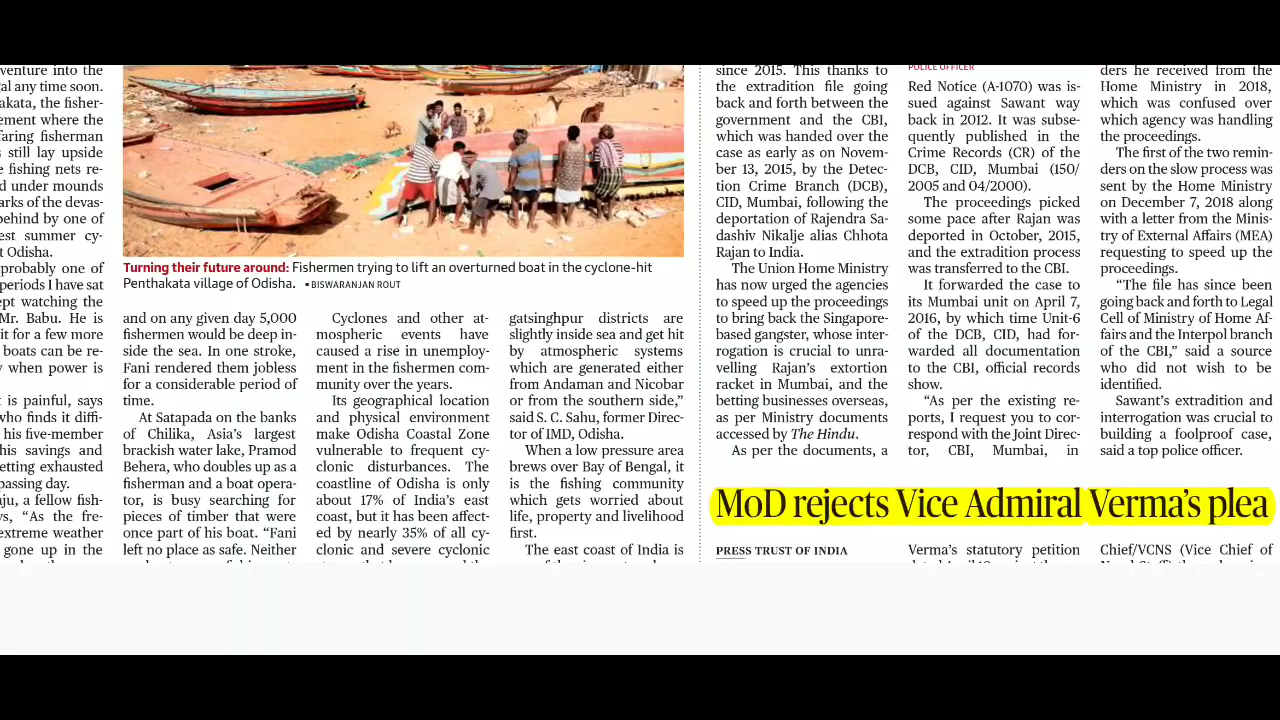 venture into the
al any time soon.
akata, the fisher-
ement where the
faring fisherman
s still lay upside
e fishing nets re-
d under mounds
arks of the devas-
behind by one of
est summer cy-
t Odisha.
probably one of
periods I have sat
ept watching the
Mr. Babu. He is
it for a few more
boats can be re-
y when power is
t is painful, says
who finds it diffi-
his five-member
his savings and
etting exhausted
passing day.
ju, a fellow fish-
s, “As the fre-
extreme weather
gone up in the
Turning their future around: Fishermen trying to lift an overturned boat in the cyclone-hit
Penthakata village of Odisha. ▪BISWARANJAN ROUT
and on any given day 5,000
fishermen would be deep in-
side the sea. In one stroke,
Fani rendered them jobless
for a considerable period of
time.
At Satapada on the banks
of Chilika, Asia’s largest
brackish water lake, Pramod
Behera, who doubles up as a
fisherman and a boat opera-
tor, is busy searching for
pieces of timber that were
once part of his boat. “Fani
left no place as safe. Neither
Cyclones and other at-
mospheric events have
caused a rise in unemploy-
ment in the fishermen com-
munity over the years.
Its geographical location
and physical environment
make Odisha Coastal Zone
vulnerable to frequent cy-
clonic disturbances. The
coastline of Odisha is only
about 17% of India’s east
coast, but it has been affect-
ed by nearly 35% of all cy-
clonic and severe cyclonic
gatsinghpur districts are
slightly inside sea and get hit
by atmospheric systems
which are generated either
from Andaman and Nicobar
or from the southern side,”
said S. C. Sahu, former Direc-
tor of IMD, Odisha.
When a low pressure area
brews over Bay of Bengal, it
is the fishing community
which gets worried about
life, property and livelihood
first.
The east coast of India is
since 2015. This thanks to
the extradition file going
back and forth between the
government and the CBI,
which was handed over the
case as early as on Novem-
ber 13, 2015, by the Detec-
tion Crime Branch (DCB),
CID, Mumbai, following the
deportation of Rajendra Sa-
dashiv Nikalje alias Chhota
Rajan to India.
The Union Home Ministry
has now urged the agencies
to speed up the proceedings
to bring back the Singapore-
based gangster, whose inter-
rogation is crucial to unra-
velling Rajan’s extortion
racket in Mumbai, and the
betting businesses overseas,
as per Ministry documents
accessed by The Hindu.
As per the documents, a
POLICE OFFICER
Red Notice (A-1070) was is-
sued against Sawant way
back in 2012. It was subse-
quently published in the
Crime Records (CR) of the
DCB, CID, Mumbai (150/
2005 and 04/2000).
The proceedings picked
some pace after Rajan was
deported in October, 2015,
and the extradition process
was transferred to the CBI.
It forwarded the case to
its Mumbai unit on April 7,
2016, by which time Unit-6
of the DCB, CID, had for-
warded all documentation
to the CBI, official records
show.
“As per the existing re-
ports, I request you to cor-
respond with the Joint Direc-
tor, CBI, Mumbai, in
ders he received from the
Home Ministry in 2018,
which was confused over
which agency was handling
the proceedings.
The first of the two remin-
ders on the slow process was
sent by the Home Ministry
on December 7, 2018 along
with a letter from the Minis-
try of External Affairs (MEA)
requesting to speed up the
proceedings.
“The file has since been
going back and forth to Legal
Cell of Ministry of Home Af-
fairs and the Interpol branch
of the CBI,” said a source
who did not wish to be
identified.
Sawant’s extradition and
interrogation was crucial to
building a foolproof case,
said a top police officer.
MoD rejects Vice Admiral Verma’s plea
PRESS TRUST OF INDIA
Verma’s statutory petition
Chief/VCNS (Vice Chief of